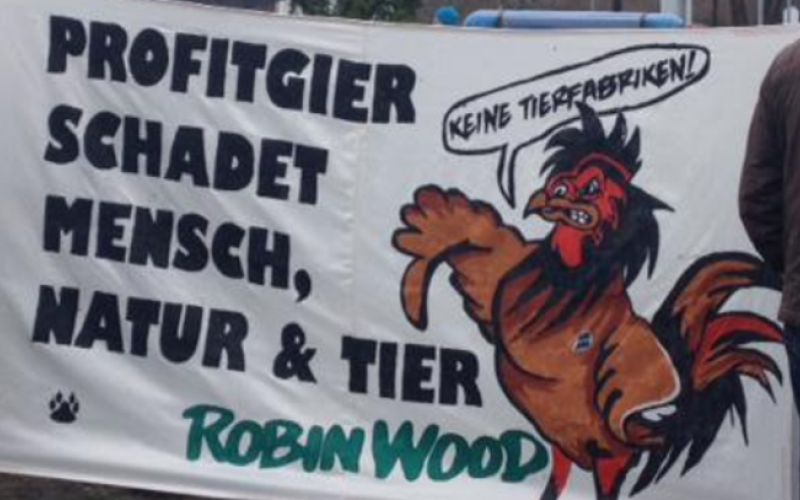 PROFITGIER
SCHADET
MENSCH,
NATUR & TIER
ROBIN WOOD
KEINE TIERFABRIKEN!